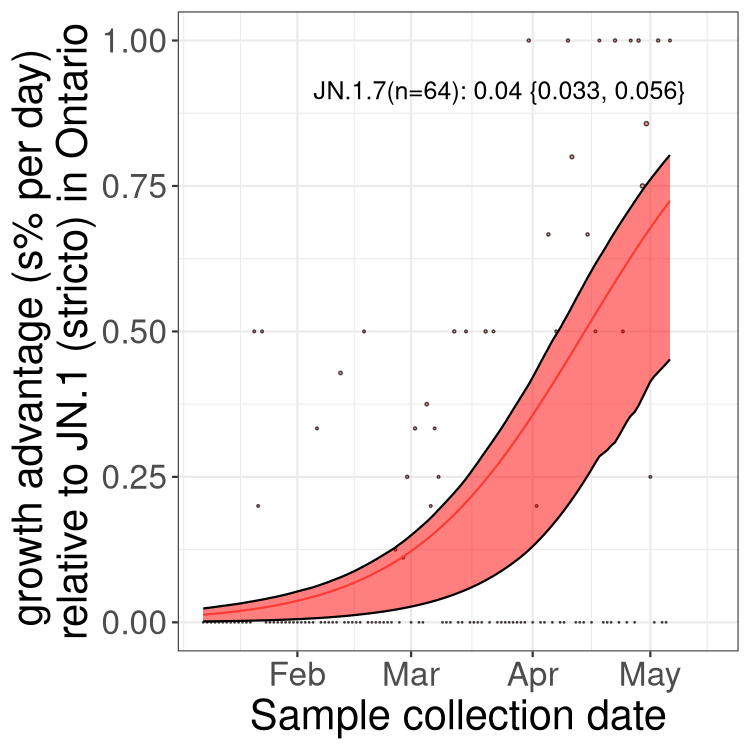 growth advantage (s% per day)
relative to JN.1 (stricto) in Ontario
1.00
0.75
0.50
0.25
0.00
JN.1.7(n=64): 0.04 {0.033, 0.056}
Feb Mar Apr May
Sample collection date